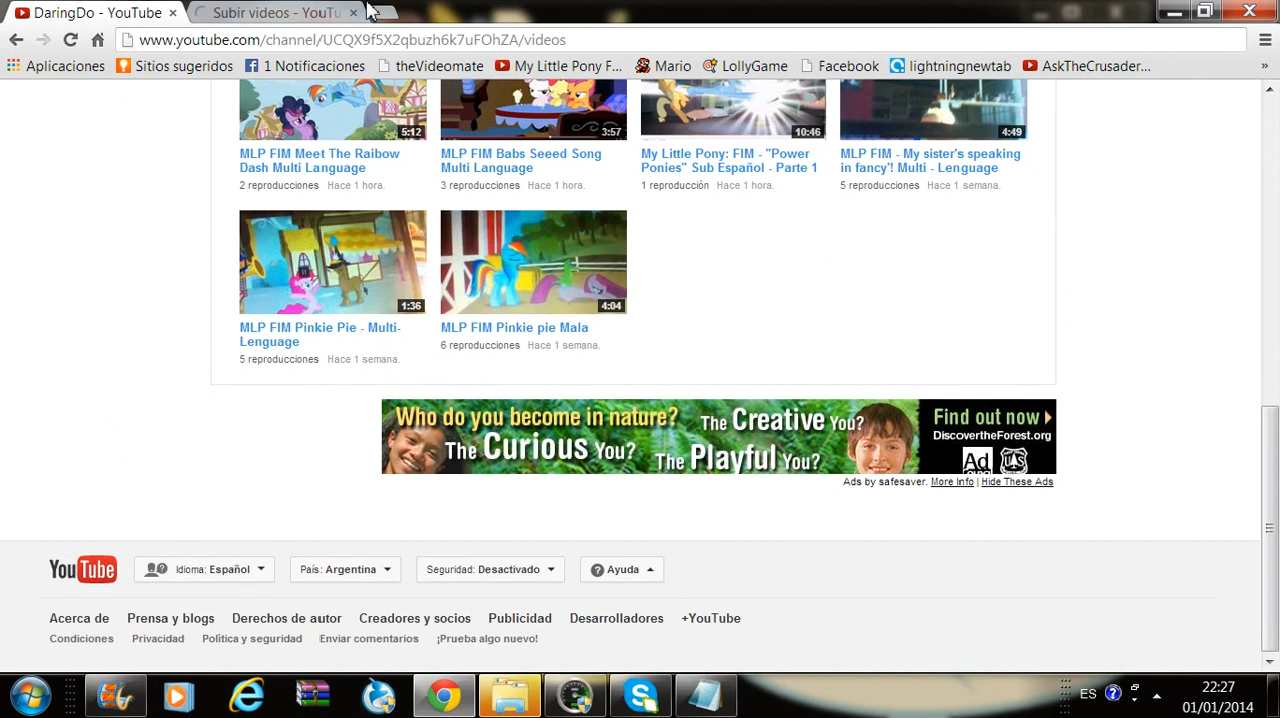 DaringDo - YouTube
Subir videos - YouTu
www.youtube.com/channel/UCQX9f5X2qbuzh6k7uFOhZA/videos
Aplicaciones Sitios sugeridos 1 Notificaciones theVideomate My Little Pony F... Mario LollyGame Facebook lightningnewtab AskTheCrusader... »
5:12 3:57 10:46 4:49
MLP FIM Meet The Raibow
Dash Multi Language
2 reproducciones Hace 1 hora.
MLP FIM Babs Seeed Song
Multi Language
3 reproducciones Hace 1 hora.
My Little Pony: FIM - "Power
Ponies" Sub Español - Parte 1
1 reproducción Hace 1 hora.
MLP FIM - My sister's speaking
in fancy'! Multi - Lenguage
5 reproducciones Hace 1 semana.
1:36
MLP FIM Pinkie Pie - Multi-
Lenguage
5 reproducciones Hace 1 semana.
4:04
MLP FIM Pinkie pie Mala
6 reproducciones Hace 1 semana.
Who do you become in nature?
The Curious You?
The Creative You?
The Playful You?
Find out now
DiscovertheForest.org
Ad
Ads by safesaver. More Info | Hide These Ads
YouTube Idioma: Español País: Argentina Seguridad: Desactivado Ayuda
Acerca de Prensa y blogs Derechos de autor Creadores y socios Publicidad Desarrolladores +YouTube
Condiciones Privacidad Política y seguridad Enviar comentarios ¡Prueba algo nuevo!
ES
22:27
01/01/2014